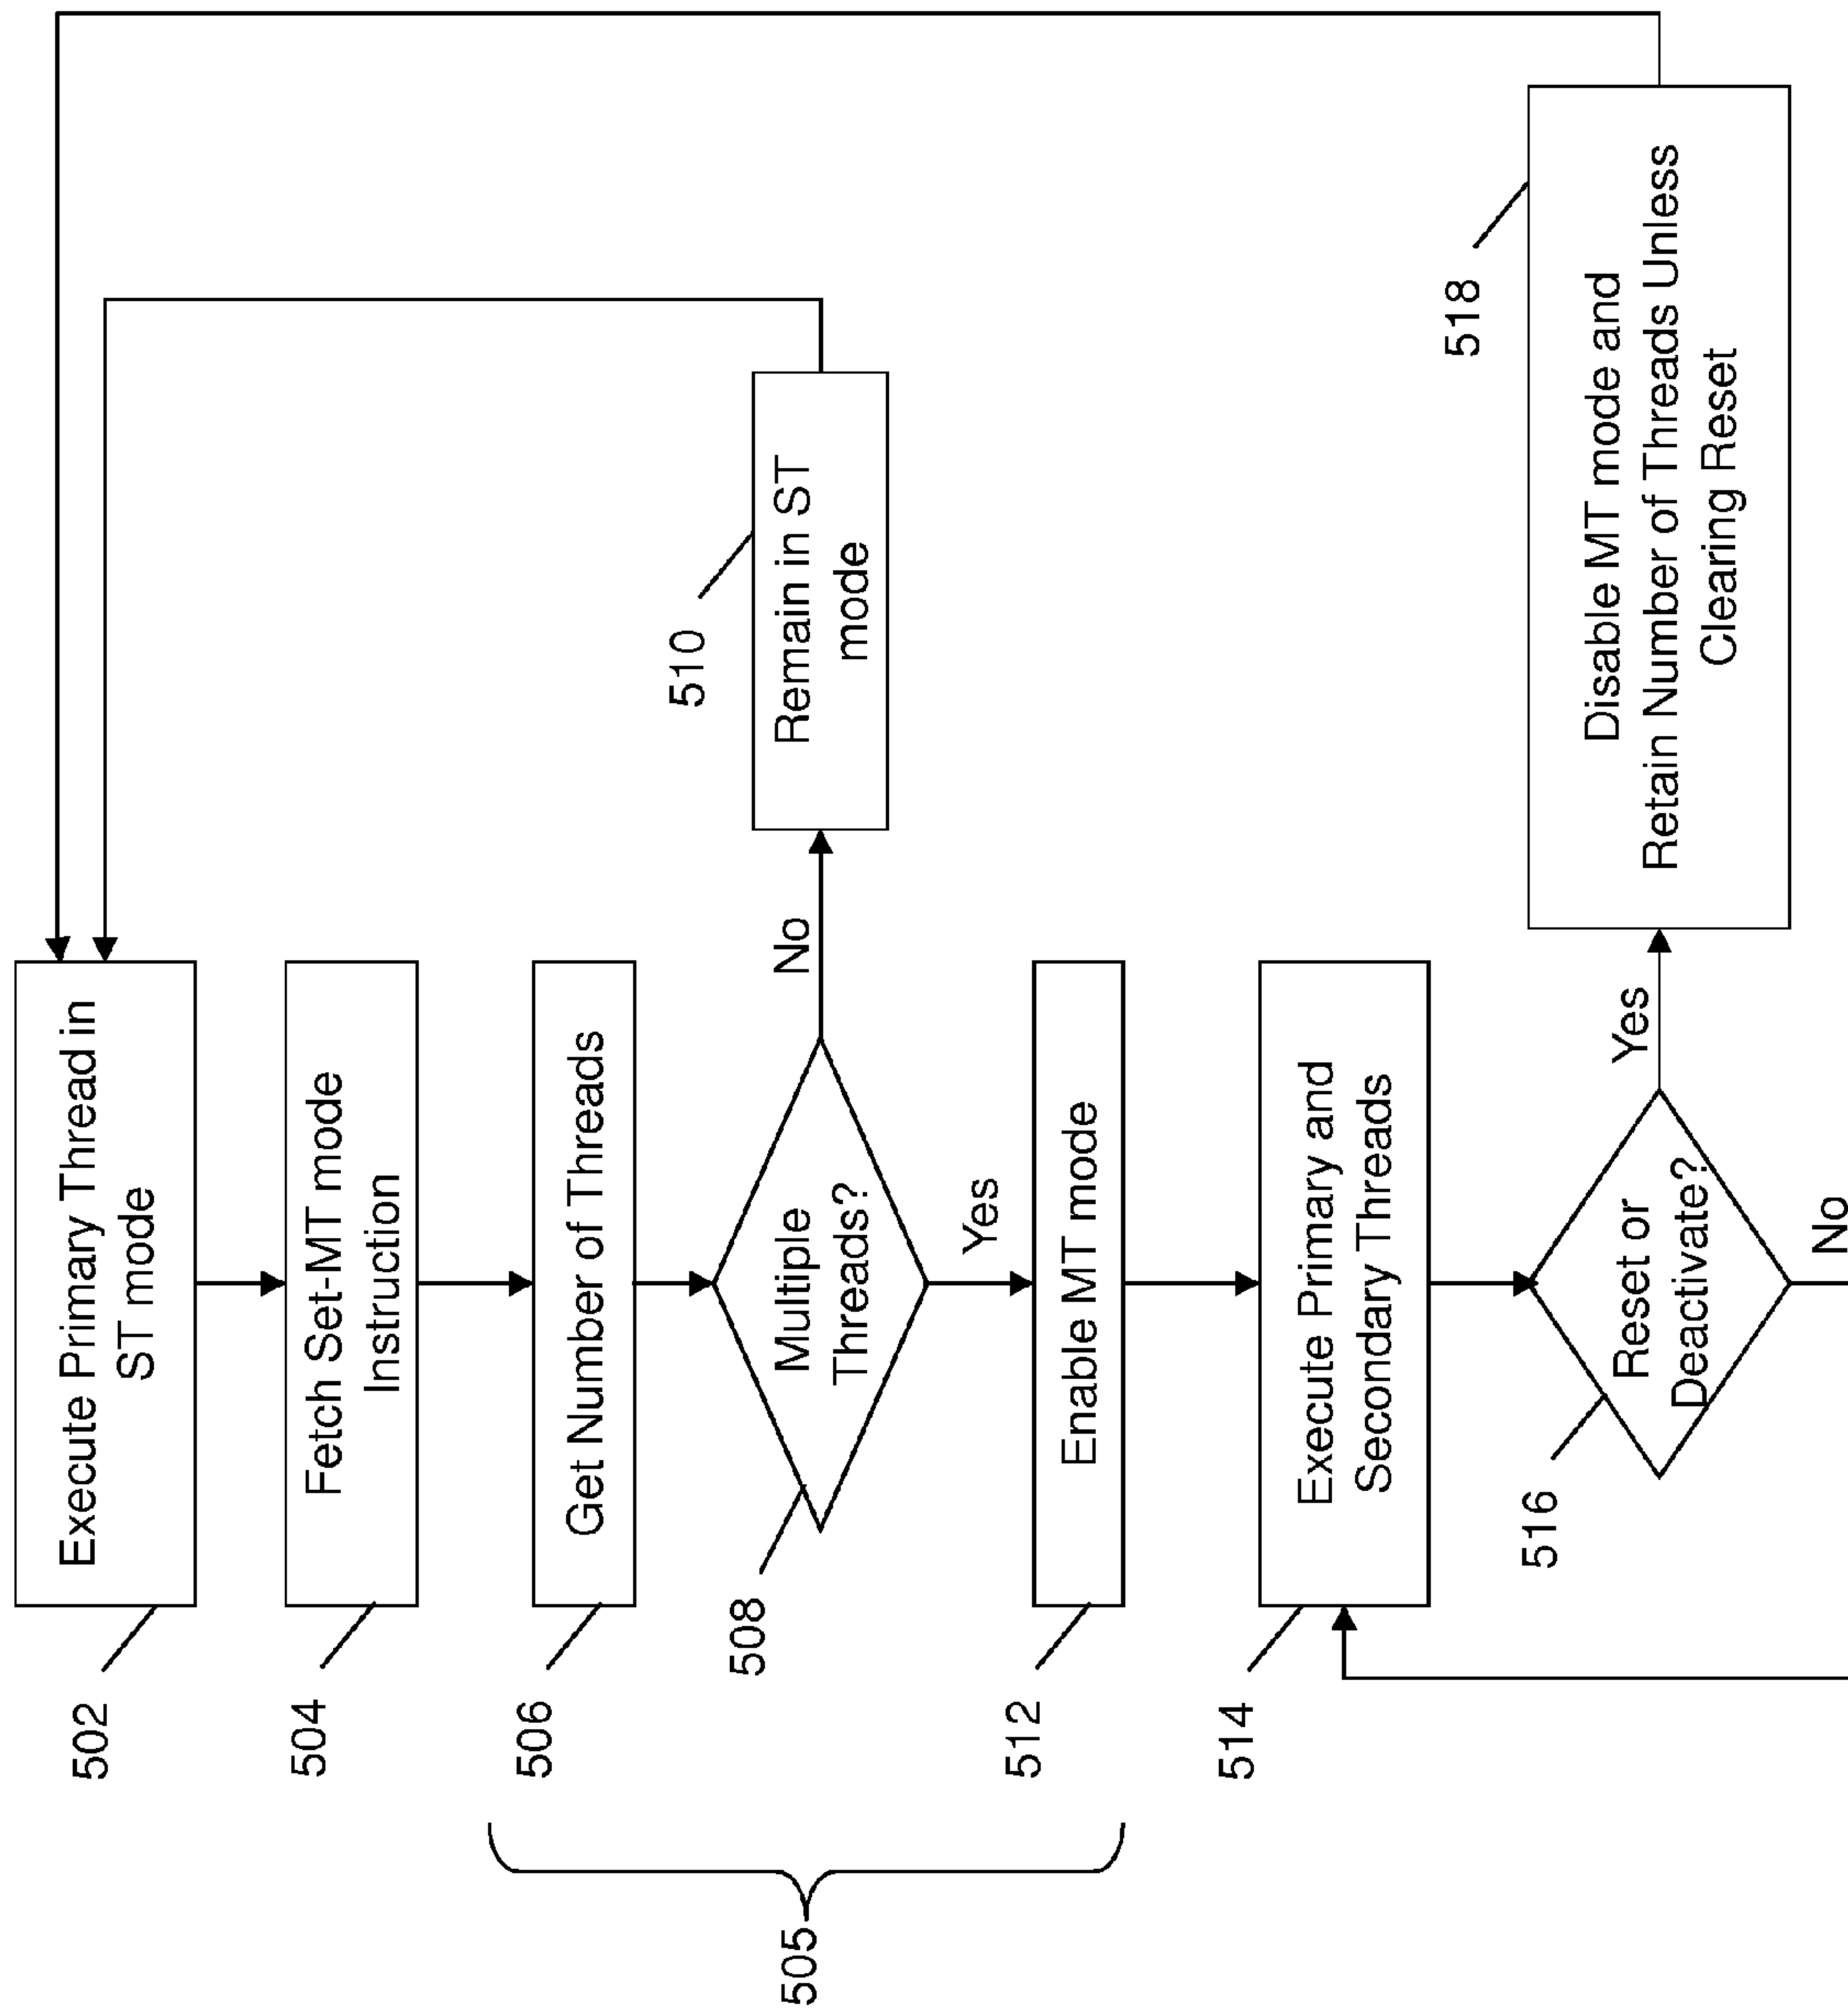 502
Execute Primary Thread in
ST mode
504
Fetch Set-MT mode
Instruction
505
506
Get Number of Threads
508
Multiple
Threads?
No
510
Remain in ST
mode
Yes
512
Enable MT mode
514
Execute Primary and
Secondary Threads
516
Reset or
Deactivate?
Yes
518
Disable MT mode and
Retain Number of Threads Unless
Clearing Reset
No